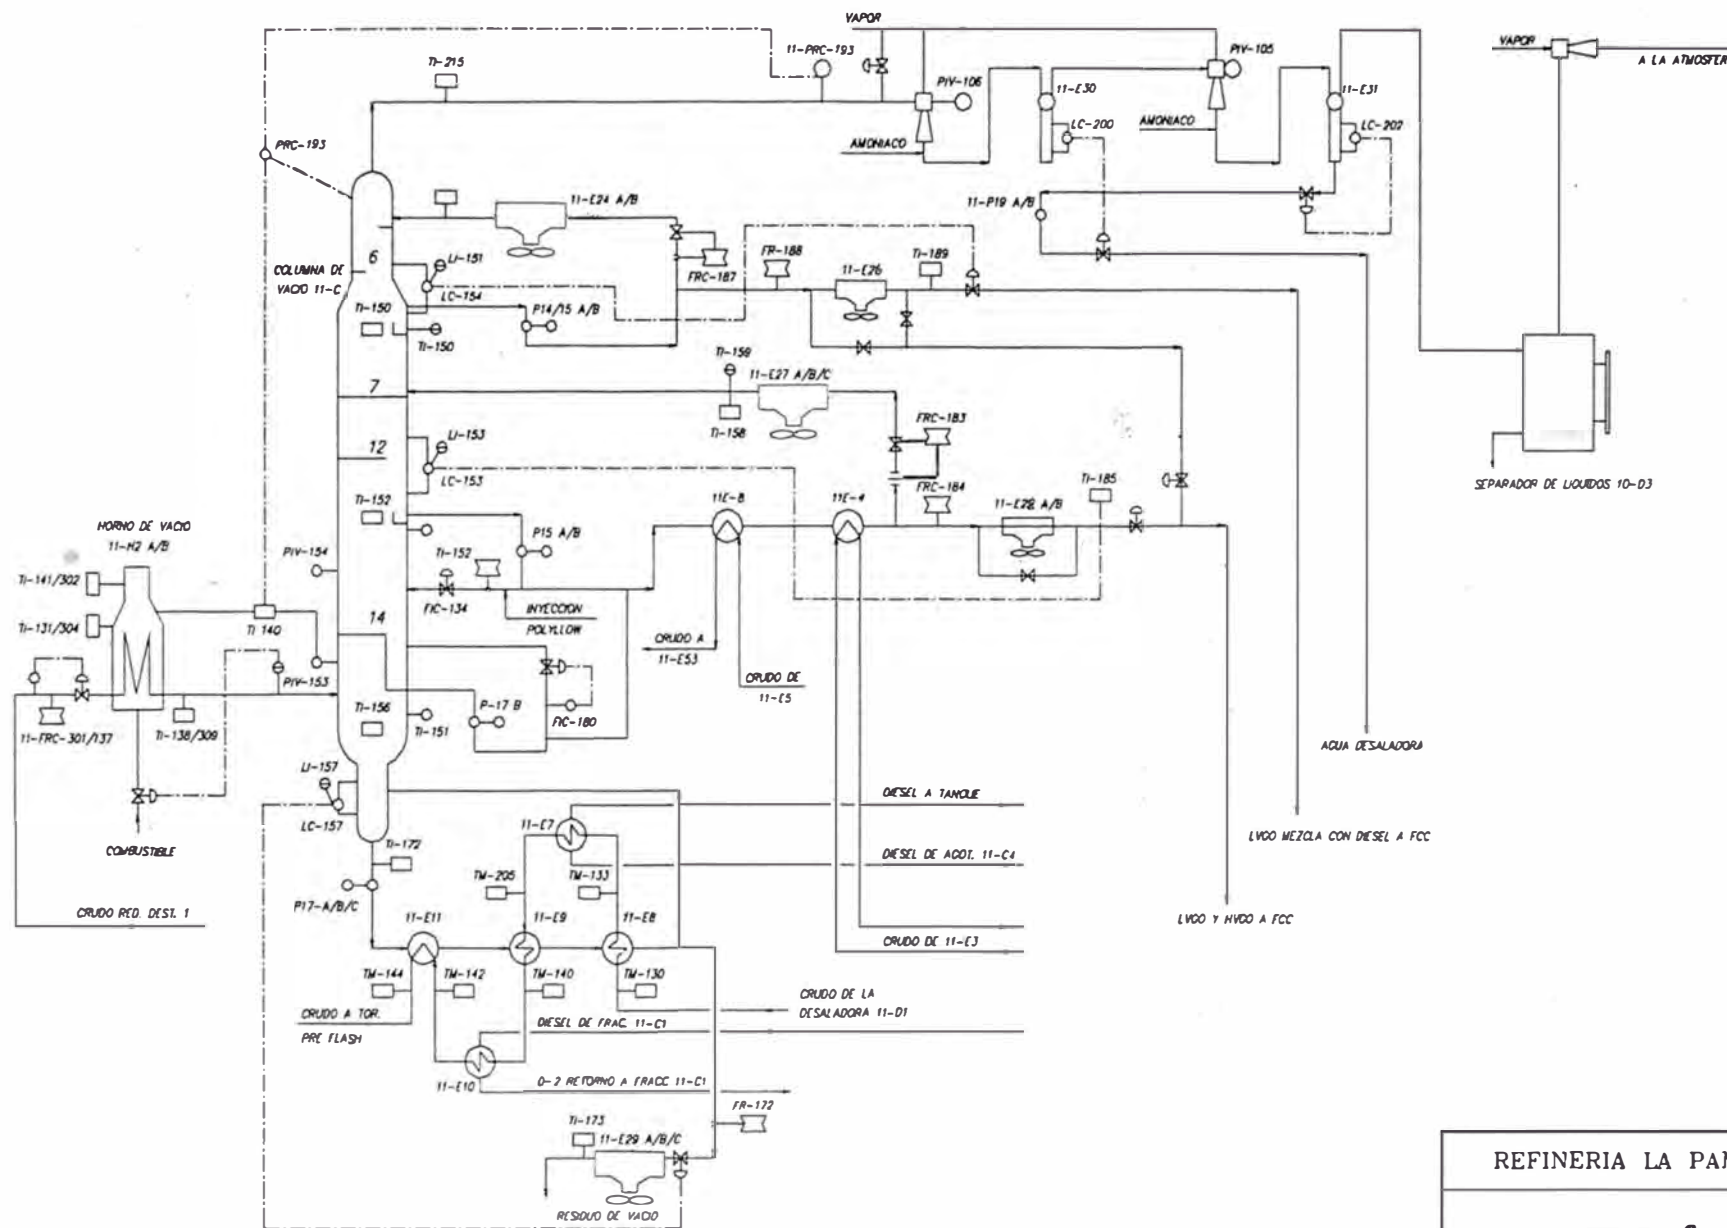 VAPOR
11-PRC-193
TI-215
PIV-106
PIV-105
11-E30
11-E31
LC-200
LC-202
AMONIACO
AMONIACO
VAPOR
A LA ATMOSFER
PRC-193
11-E24 A/B
11-P19 A/B
6
LI-151
COLUMNA DE
VACIO 11-C
LC-154
FRC-187
FR-188
11-E26
TI-189
TI-150
P14/15 A/B
TI-150
TI-159
11-E27 A/B/C
7
TI-158
FRC-183
12
LI-153
LC-153
TI-152
11E-8
11E-4
FRC-184
11-E28 A/B
TI-185
SEPARADOR DE LIQUIDOS 10-D3
HORNO DE VACIO
11-H2 A/B
P15 A/B
PIV-154
TI-152
TI-141/302
FIC-134
INYECCION
POLYLLOW
TI-131/304
TI 140
14
CRUDO A
11-E53
CRUDO DE
11-E5
PIV-153
P-17 B
FIC-180
TI-156
TI-151
11-FRC-301/137
TI-138/309
AGUA DESALADORA
LI-157
LC-157
DIESEL A TANQUE
LVGO MEZCLA CON DIESEL A FCC
COMBUSTIBLE
11-E7
TI-172
DIESEL DE AGOT. 11-C4
TM-205
TM-133
P17-A/B/C
CRUDO RED. DEST. 1
11-E11
11-E9
11-E8
LVGO Y HVGO A FCC
CRUDO DE 11-E3
TM-144
TM-142
TM-140
TM-130
CRUDO DE LA
DESALADORA 11-D1
CRUDO A TOR.
PRE FLASH
DIESEL DE FRAC. 11-C1
11-E10
D-2 RETORNO A FRACC 11-C1
FR-172
TI-173
11-E29 A/B/C
RESIDUO DE VACIO
REFINERIA LA PA